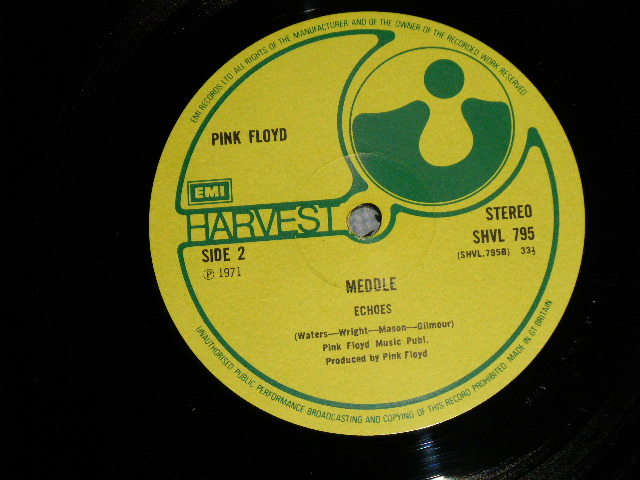 EMI RECORDS LTD ALL RIGHTS OF THE MANUFACTURER AND OF THE OWNER OF THE RECORDED WORK RESERVED
PINK FLOYD
EMI
HARVEST
STEREO
SHVL 795
(SHVL.795B) 33⅓
SIDE 2
Ⓟ 1971
MEDDLE
ECHOES
(Waters—Wright—Mason—Gilmour)
Pink Floyd Music Publ.
Produced by Pink Floyd
UNAUTHORISED PUBLIC PERFORMANCE BROADCASTING AND COPYING OF THIS RECORD PROHIBITED MADE IN GT BRITAIN